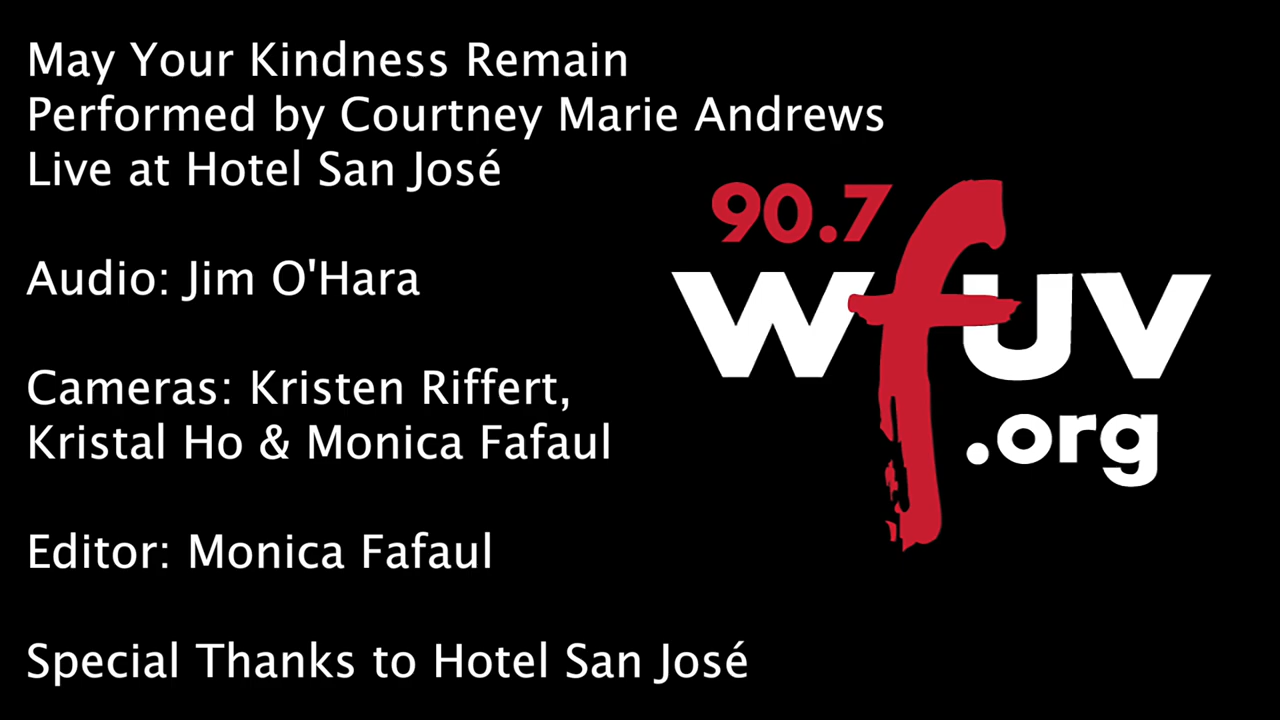 May Your Kindness Remain
Performed by Courtney Marie Andrews
Live at Hotel San José
Audio: Jim O'Hara
Cameras: Kristen Riffert,
Kristal Ho & Monica Fafaul
Editor: Monica Fafaul
Special Thanks to Hotel San José
90.7
wfuv
.org